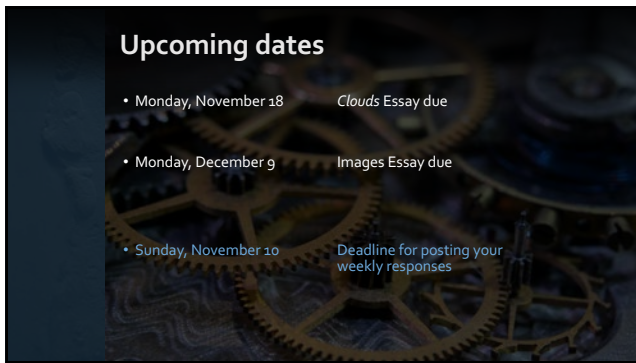 Upcoming dates
• Monday, November 18 Clouds Essay due
• Monday, December 9 Images Essay due
• Sunday, November 10 Deadline for posting your
weekly responses